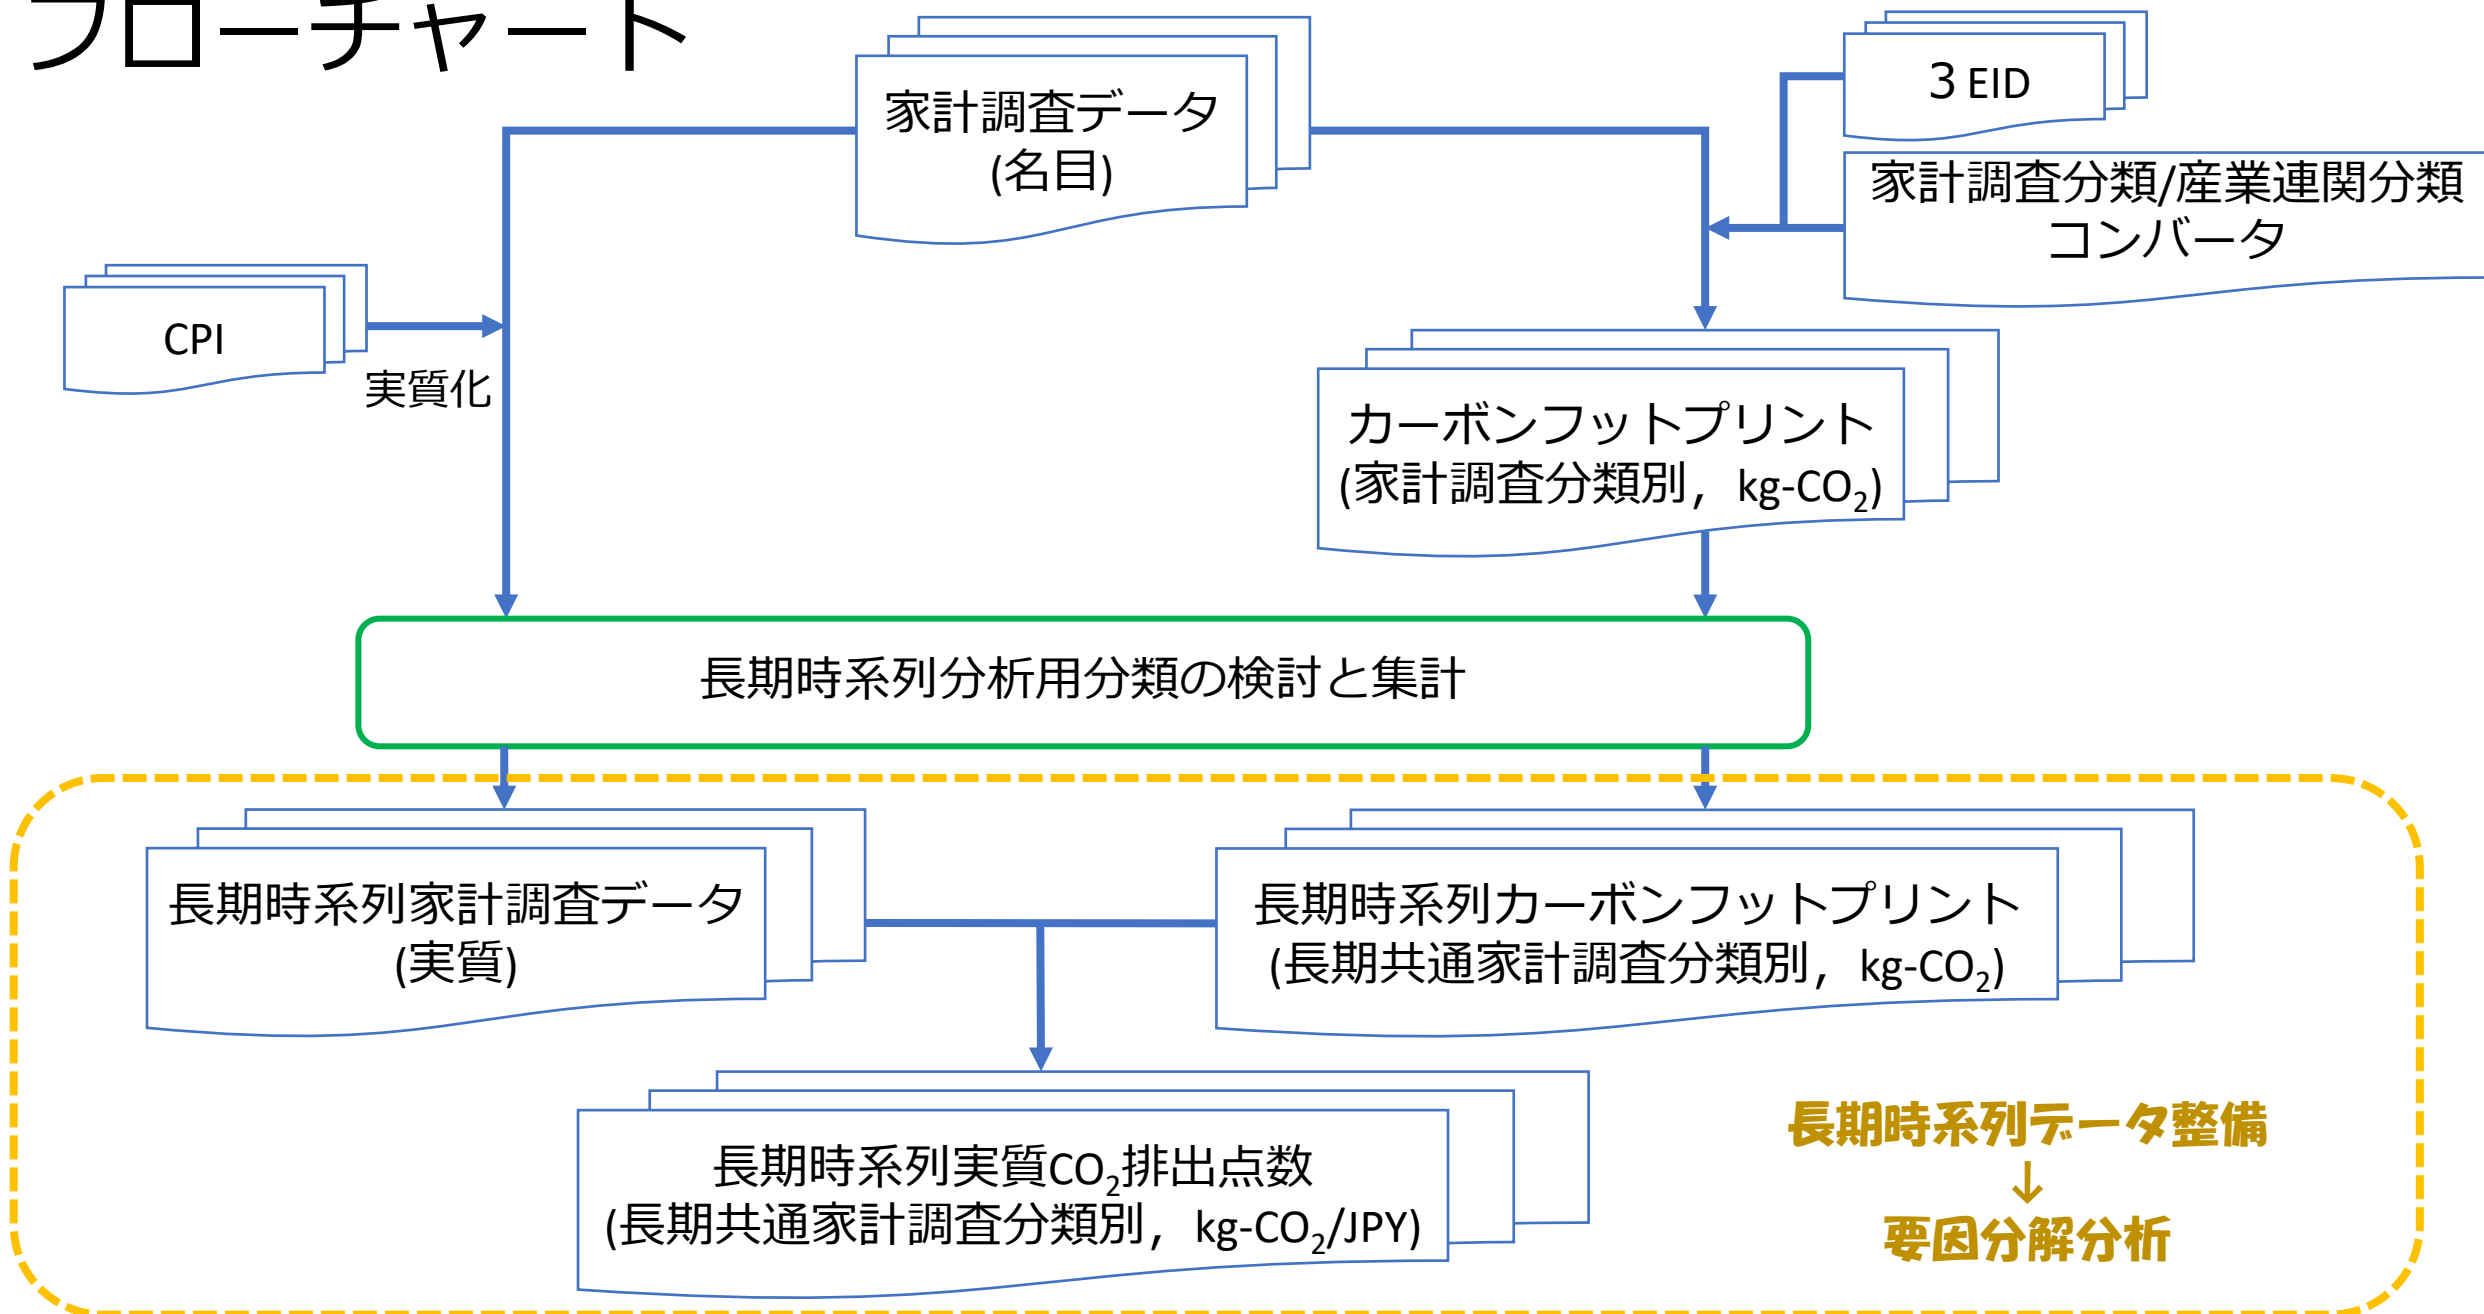 フローチャート
家計調査データ
(名目)
３EID
家計調査分類/産業連関分類
コンバータ
CPI
実質化
カーボンフットプリント
(家計調査分類別，kg-CO₂)
長期時系列分析用分類の検討と集計
長期時系列家計調査データ
(実質)
長期時系列カーボンフットプリント
(長期共通家計調査分類別，kg-CO₂)
長期時系列実質CO₂排出点数
(長期共通家計調査分類別，kg-CO₂/JPY)
長期時系列データ整備
↓
要因分解分析